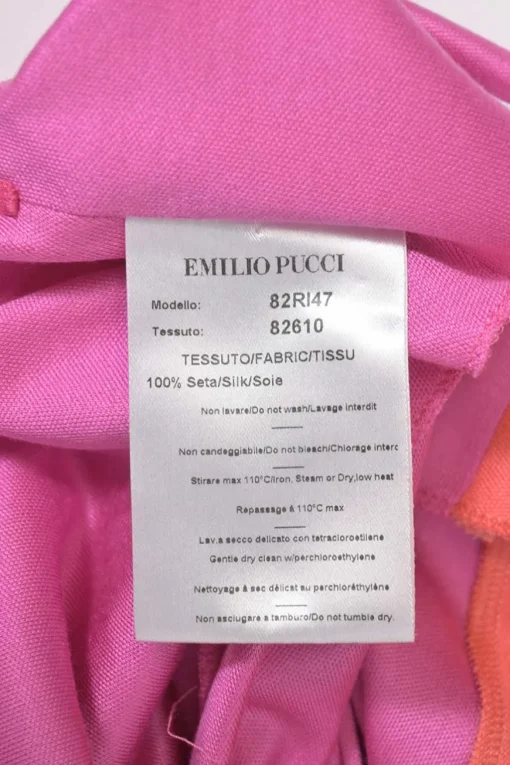 EMILIO PUCCI
Modello: 82RI47
Tessuto: 82610
TESSUTO/FABRIC/TISSU
100% Seta/Silk/Soie
Non lavare/Do not wash/Lavage interdit
Non candeggiabile/Do not bleach/Chlorage interc
Stirare max 110°C/Iron, Steam or Dry,low heat
Repassage à 110°C max
Lav.a secco delicato con tetracloroetilene
Gentle dry clean w/perchloroethylene
Nettoyage à sec délicat au perchloréthylène
Non asciugare a tamburo/Do not tumble dry.